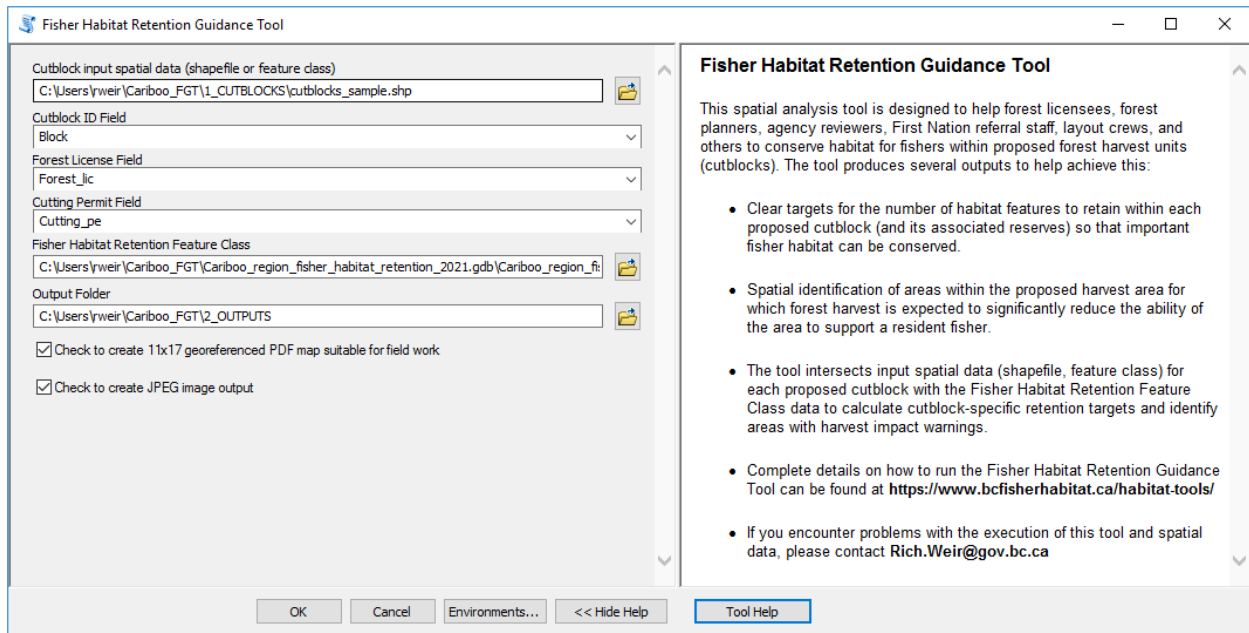 Fisher Habitat Retention Guidance Tool
Cutblock input spatial data (shapefile or feature class)
C:\Users\rweir\Cariboo_FGT\1_CUTBLOCKS\cutblocks_sample.shp
Cutblock ID Field
Block
Forest License Field
Forest_lic
Cutting Permit Field
Cutting_pe
Fisher Habitat Retention Feature Class
C:\Users\rweir\Cariboo_FGT\Cariboo_region_fisher_habitat_retention_2021.gdb\Cariboo_region_fi
Output Folder
C:\Users\rweir\Cariboo_FGT\2_OUTPUTS
Check to create 11x17 georeferenced PDF map suitable for field work
Check to create JPEG image output
Fisher Habitat Retention Guidance Tool
This spatial analysis tool is designed to help forest licensees, forest
planners, agency reviewers, First Nation referral staff, layout crews, and
others to conserve habitat for fishers within proposed forest harvest units
(cutblocks). The tool produces several outputs to help achieve this:
• Clear targets for the number of habitat features to retain within each
proposed cutblock (and its associated reserves) so that important
fisher habitat can be conserved.
• Spatial identification of areas within the proposed harvest area for
which forest harvest is expected to significantly reduce the ability of
the area to support a resident fisher.
• The tool intersects input spatial data (shapefile, feature class) for
each proposed cutblock with the Fisher Habitat Retention Feature
Class data to calculate cutblock-specific retention targets and identify
areas with harvest impact warnings.
• Complete details on how to run the Fisher Habitat Retention Guidance
Tool can be found at https://www.bcfisherhabitat.ca/habitat-tools/
• If you encounter problems with the execution of this tool and spatial
data, please contact Rich.Weir@gov.bc.ca
OK
Cancel
Environments...
<< Hide Help
Tool Help